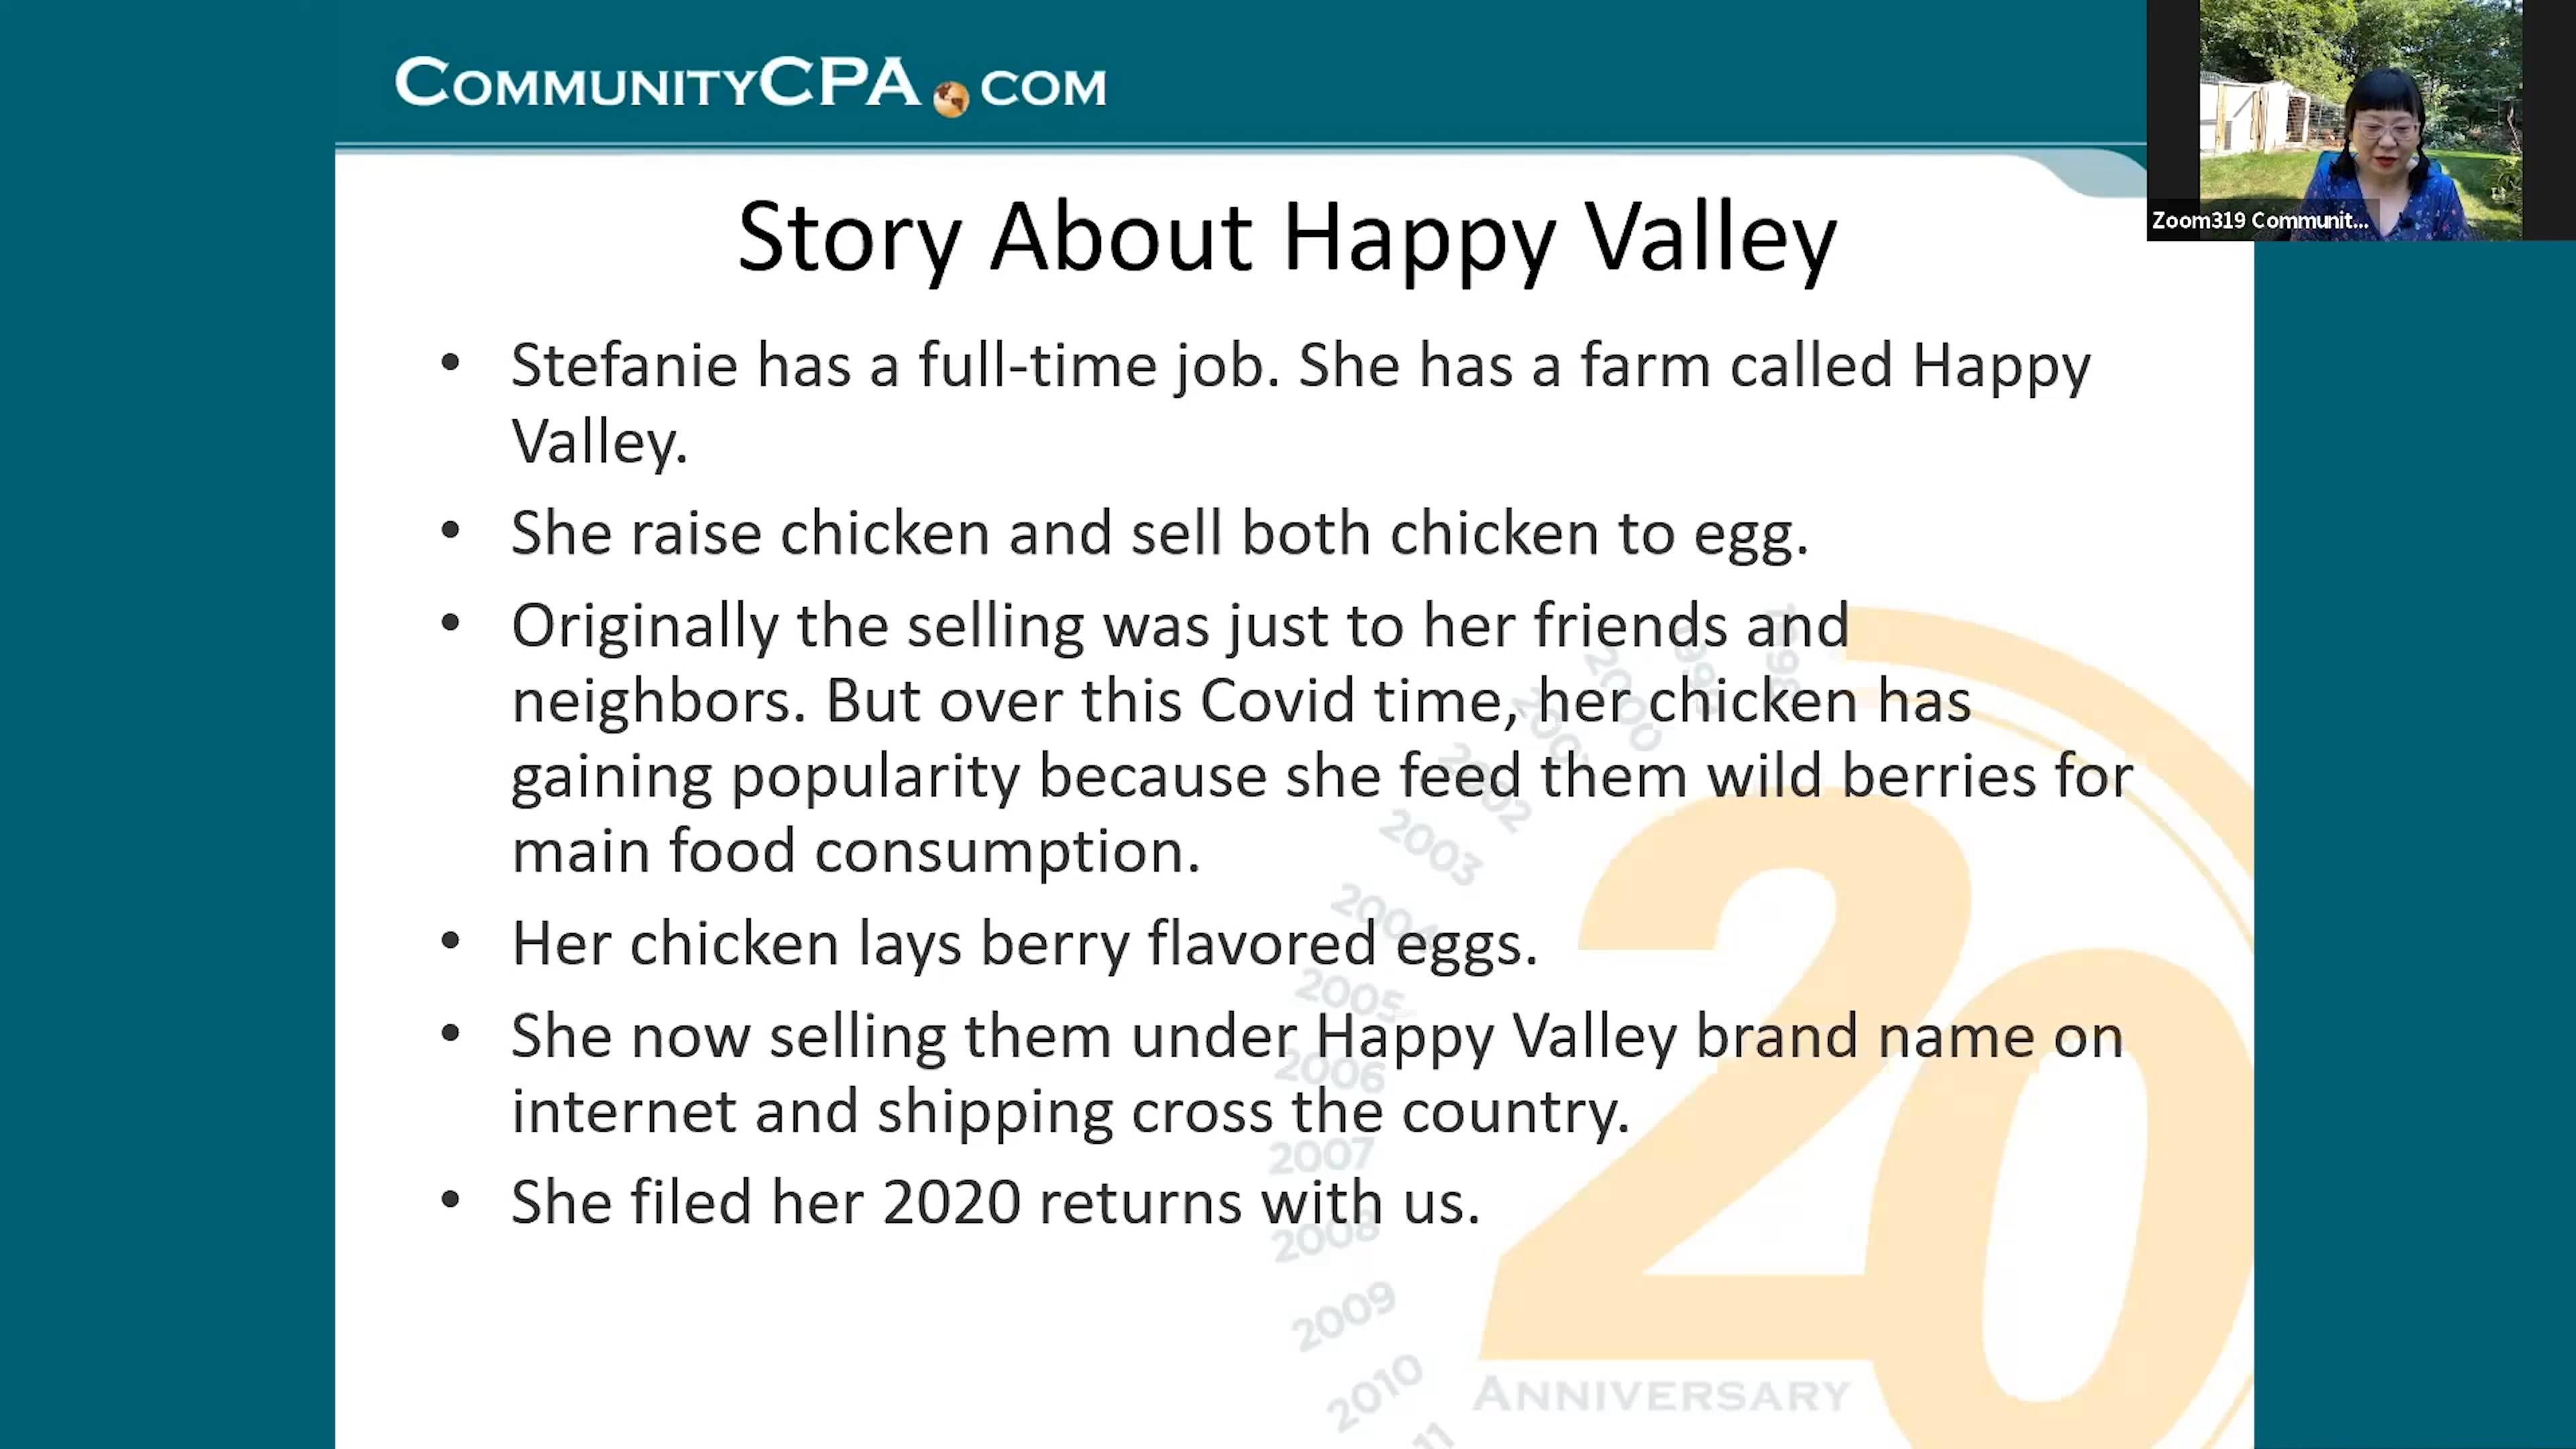 COMMUNITYCPA.COM
Zoom319 Communit...
Story About Happy Valley
• Stefanie has a full-time job. She has a farm called Happy
Valley.
• She raise chicken and sell both chicken to egg.
• Originally the selling was just to her friends and
neighbors. But over this Covid time, her chicken has
gaining popularity because she feed them wild berries for
main food consumption.
• Her chicken lays berry flavored eggs.
• She now selling them under Happy Valley brand name on
internet and shipping cross the country.
• She filed her 2020 returns with us.
2000
2002
2003
2004
2005
2006
2007
2008
2009
2010
20
ANNIVERSARY